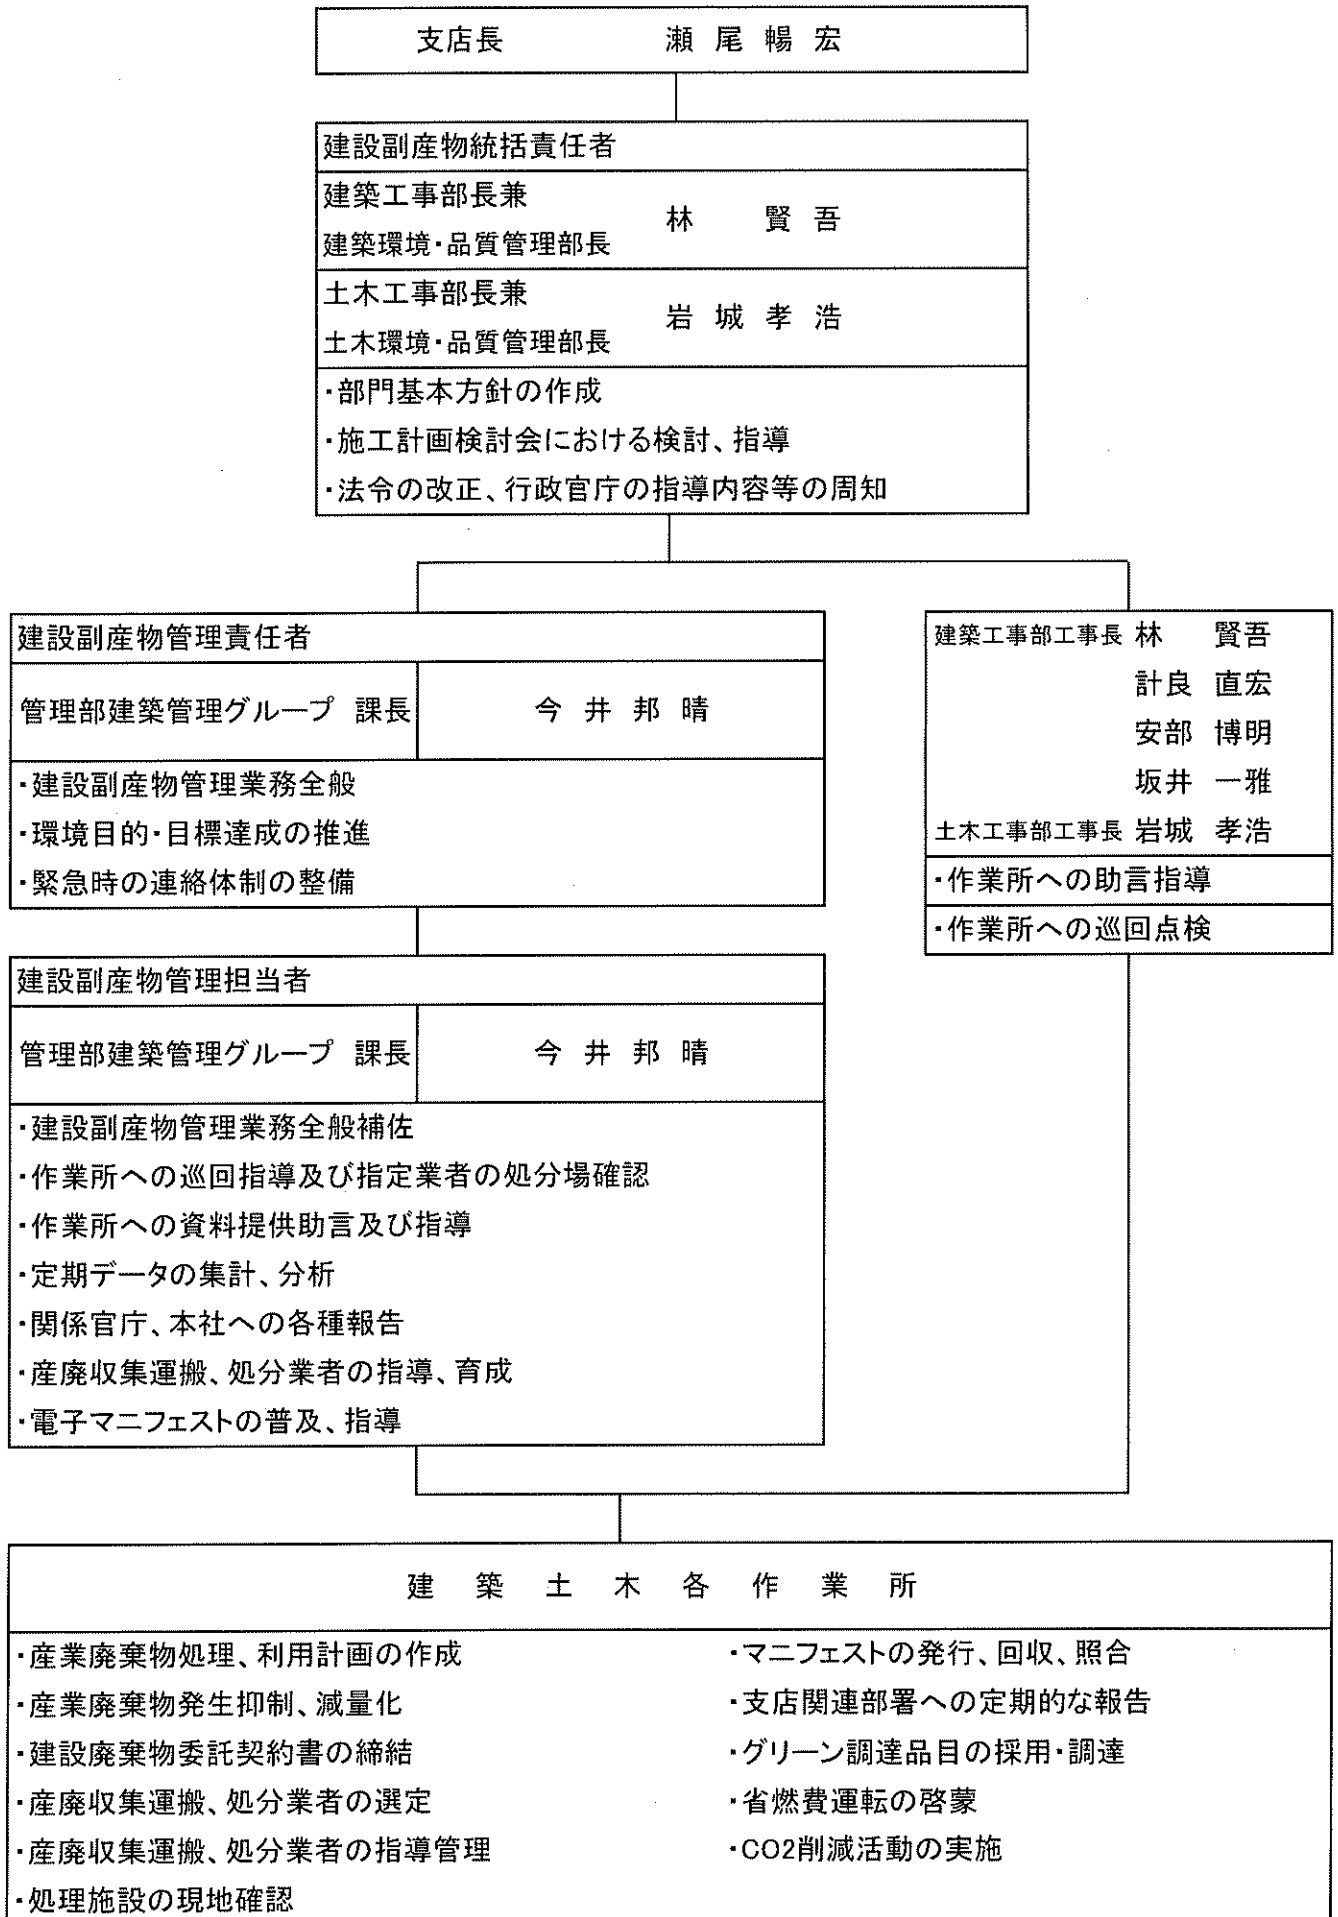 支店長 瀬尾暢宏
建設副産物統括責任者
建築工事部長兼
建築環境・品質管理部長
林 賢吾
土木工事部長兼
土木環境・品質管理部長
岩城孝浩
・部門基本方針の作成
・施工計画検討会における検討、指導
・法令の改正、行政官庁の指導内容等の周知
建設副産物管理責任者
管理部建築管理グループ 課長 今井邦晴
・建設副産物管理業務全般
・環境目的・目標達成の推進
・緊急時の連絡体制の整備
建築工事部工事長 林 賢吾
計良 直宏
安部 博明
坂井 一雅
土木工事部工事長 岩城 孝浩
・作業所への助言指導
・作業所への巡回点検
建設副産物管理担当者
管理部建築管理グループ 課長 今井邦晴
・建設副産物管理業務全般補佐
・作業所への巡回指導及び指定業者の処分場確認
・作業所への資料提供助言及び指導
・定期データの集計、分析
・関係官庁、本社への各種報告
・産廃収集運搬、処分業者の指導、育成
・電子マニフェストの普及、指導
建築土木各作業所
・産業廃棄物処理、利用計画の作成
・産業廃棄物発生抑制、減量化
・建設廃棄物委託契約書の締結
・産廃収集運搬、処分業者の選定
・産廃収集運搬、処分業者の指導管理
・処理施設の現地確認
・マニフェストの発行、回収、照合
・支店関連部署への定期的な報告
・グリーン調達品目の採用・調達
・省燃費運転の啓蒙
・CO2削減活動の実施